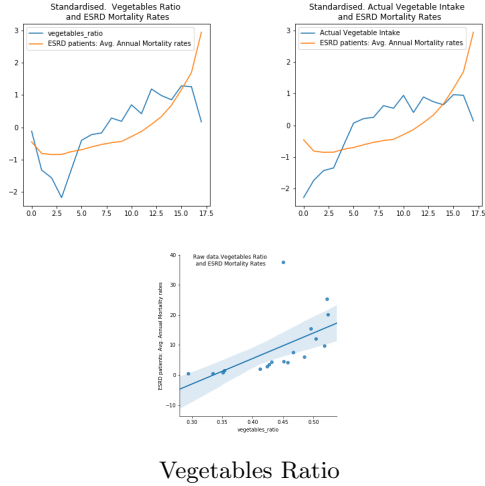 Standardised.  Vegetables Ratio
and ESRD Mortality Rates
vegetables_ratio
ESRD patients: Avg. Annual Mortality rates
3
2
1
0
−1
−2
0.0 2.5 5.0 7.5 10.0 12.5 15.0 17.5
Standardised. Actual Vegetable Intake
and ESRD Mortality Rates
Actual Vegetable Intake
ESRD patients: Avg. Annual Mortality rates
3
2
1
0
−1
−2
0.0 2.5 5.0 7.5 10.0 12.5 15.0 17.5
Raw data.Vegetables Ratio
and ESRD Mortality Rates
ESRD patients: Avg. Annual Mortality rates
40
30
20
10
0
−10
0.30 0.35 0.40 0.45 0.50
vegetables_ratio
Vegetables Ratio